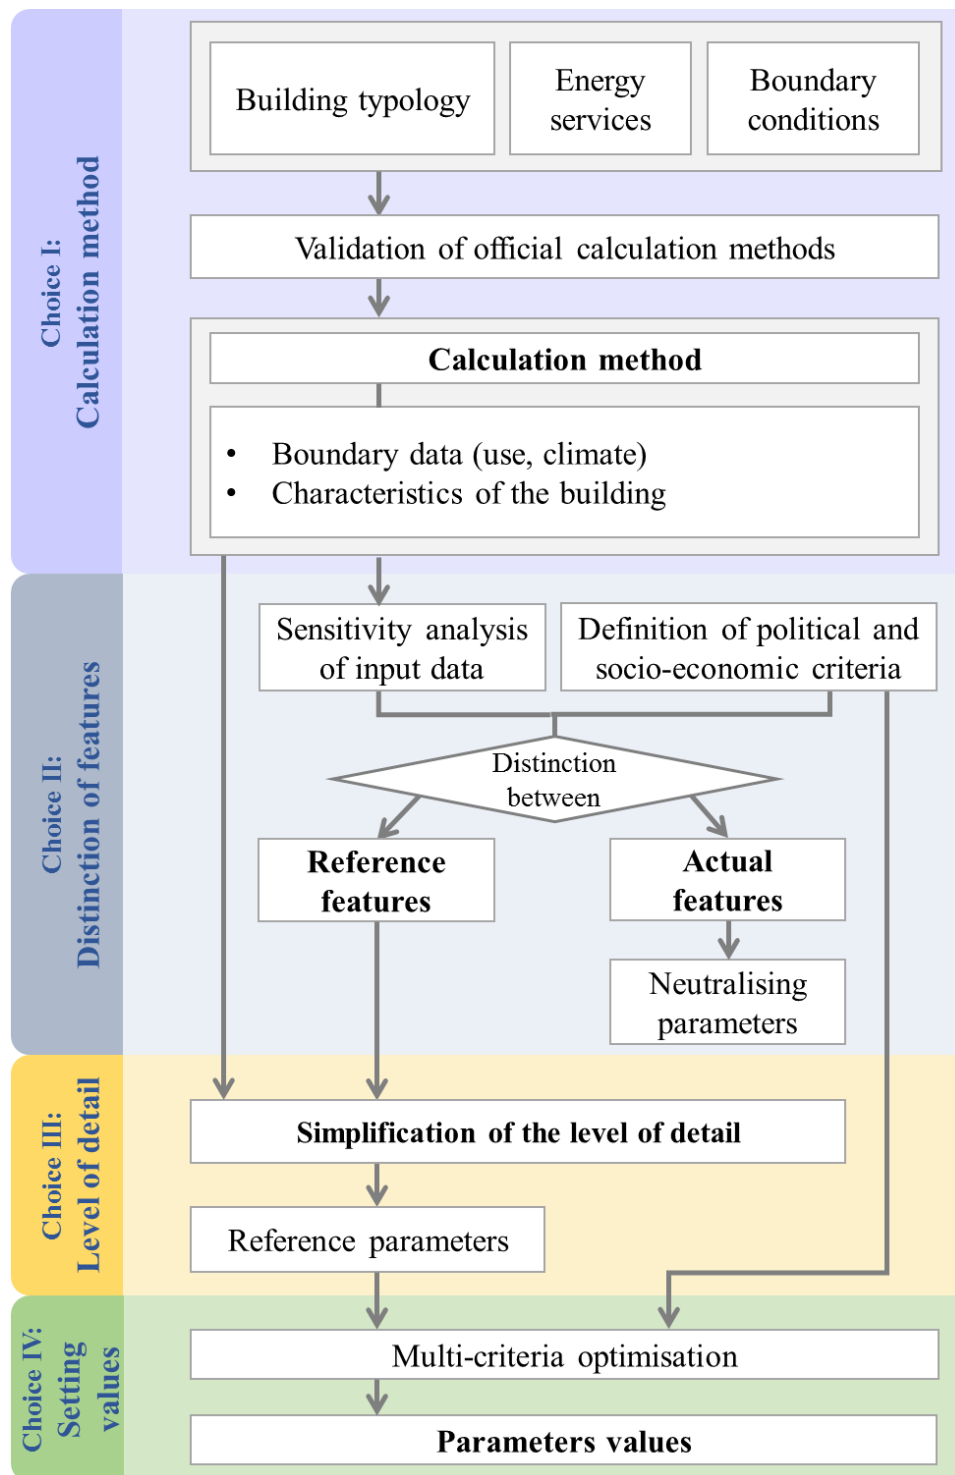 Choice I:
Calculation method
Building typology
Energy
services
Boundary
conditions
Validation of official calculation methods
Calculation method
• Boundary data (use, climate)
• Characteristics of the building
Choice II:
Distinction of features
Sensitivity analysis
of input data
Definition of political and
socio-economic criteria
Distinction
between
Reference
features
Actual
features
Neutralising
parameters
Choice III:
Level of detail
Simplification of the level of detail
Reference parameters
Choice IV:
Setting
values
Multi-criteria optimisation
Parameters values